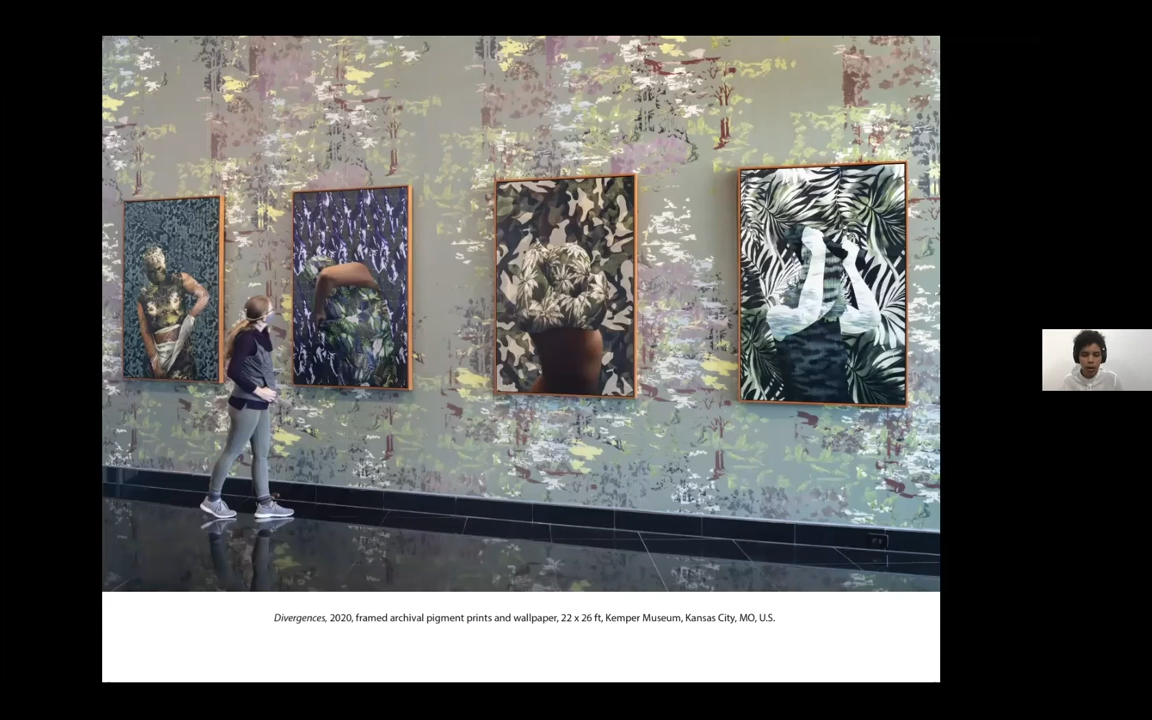 Divergences, 2020, framed archival pigment prints and wallpaper, 22 x 26 ft, Kemper Museum, Kansas City, MO, U.S.